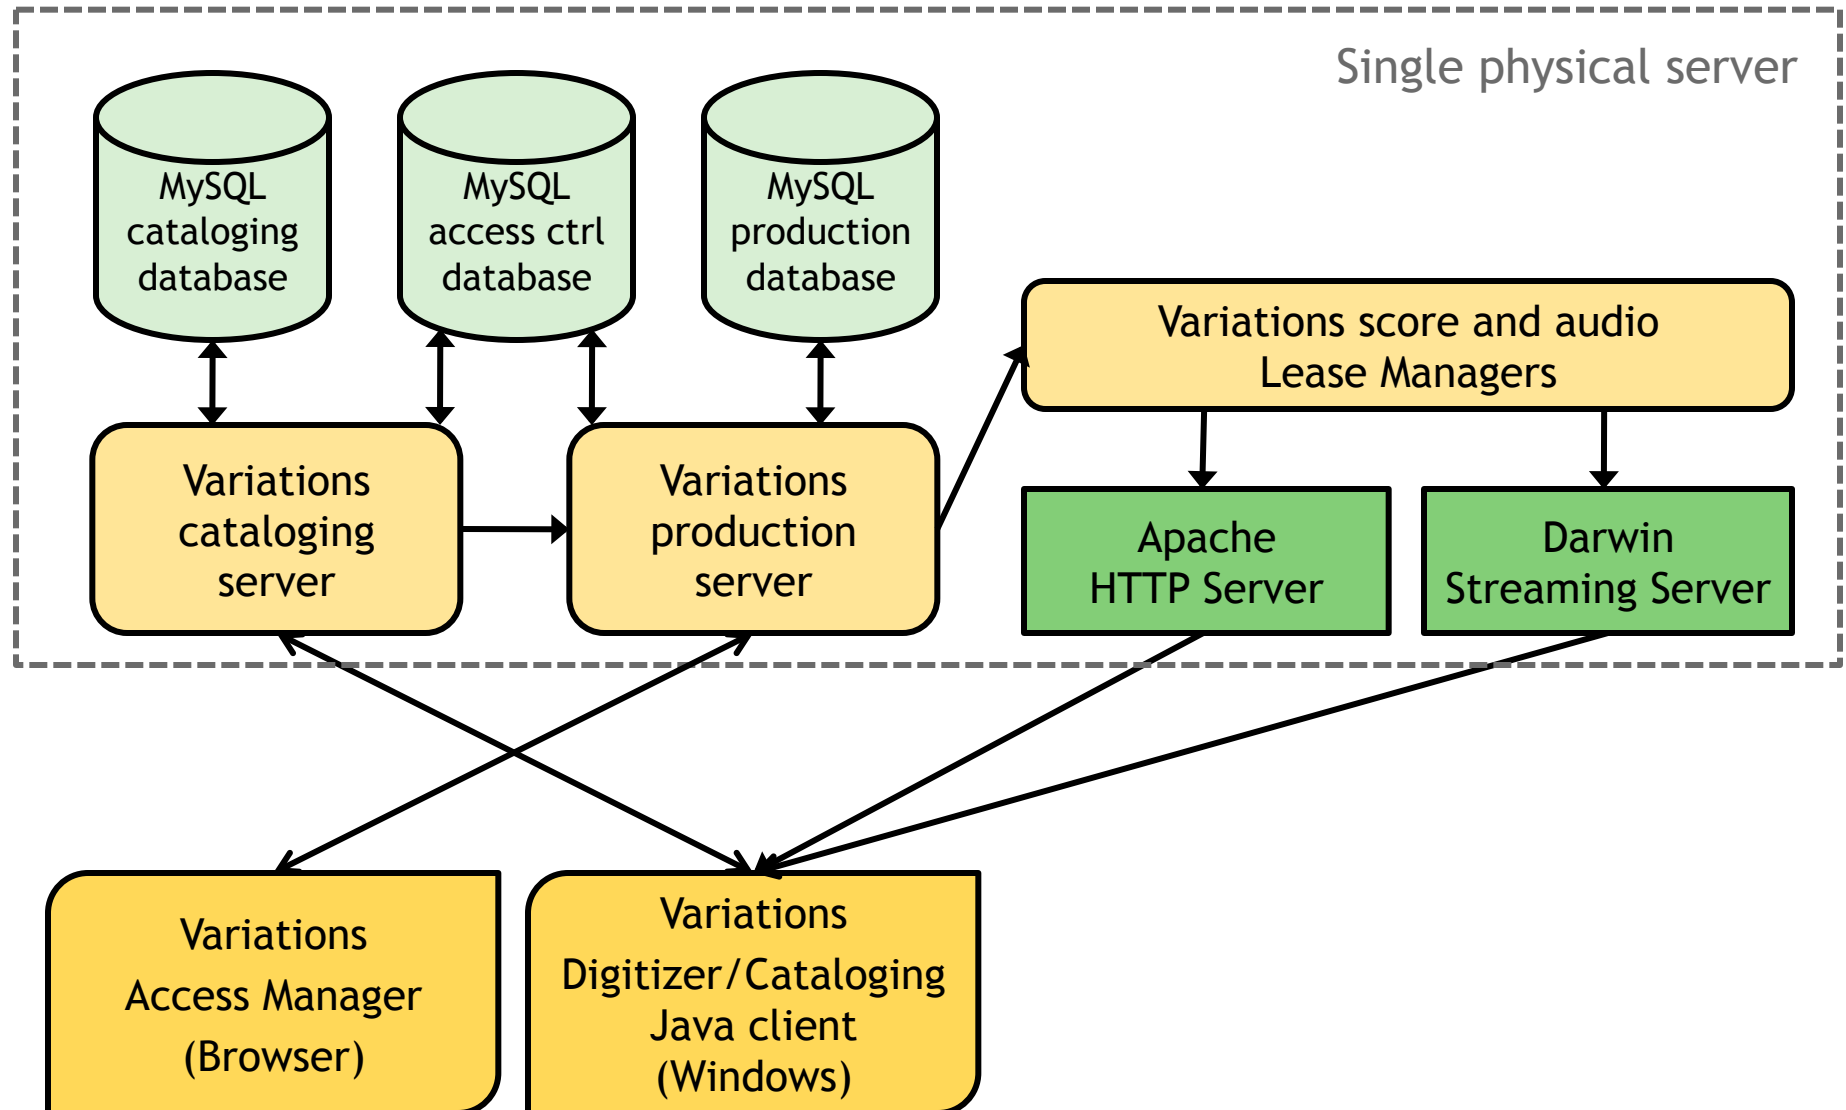 Single physical server
MySQL
cataloging
database
MySQL
access ctrl
database
MySQL
production
database
Variations score and audio
Lease Managers
Variations
cataloging
server
Variations
production
server
Apache
HTTP Server
Darwin
Streaming Server
Variations
Access Manager
(Browser)
Variations
Digitizer/Cataloging
Java client
(Windows)